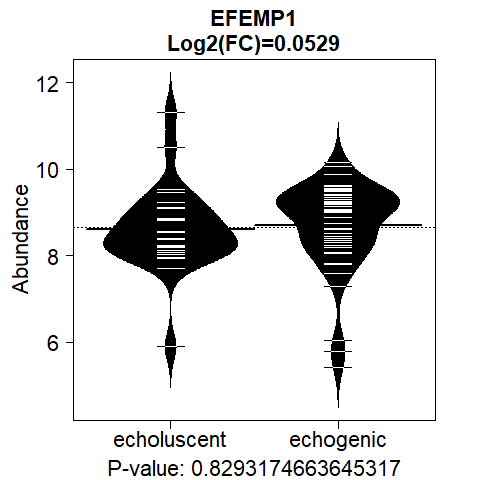 EFEMP1
Log2(FC)=0.0529
12
10
8
6
Abundance
echoluscent echogenic
P-value: 0.8293174663645317